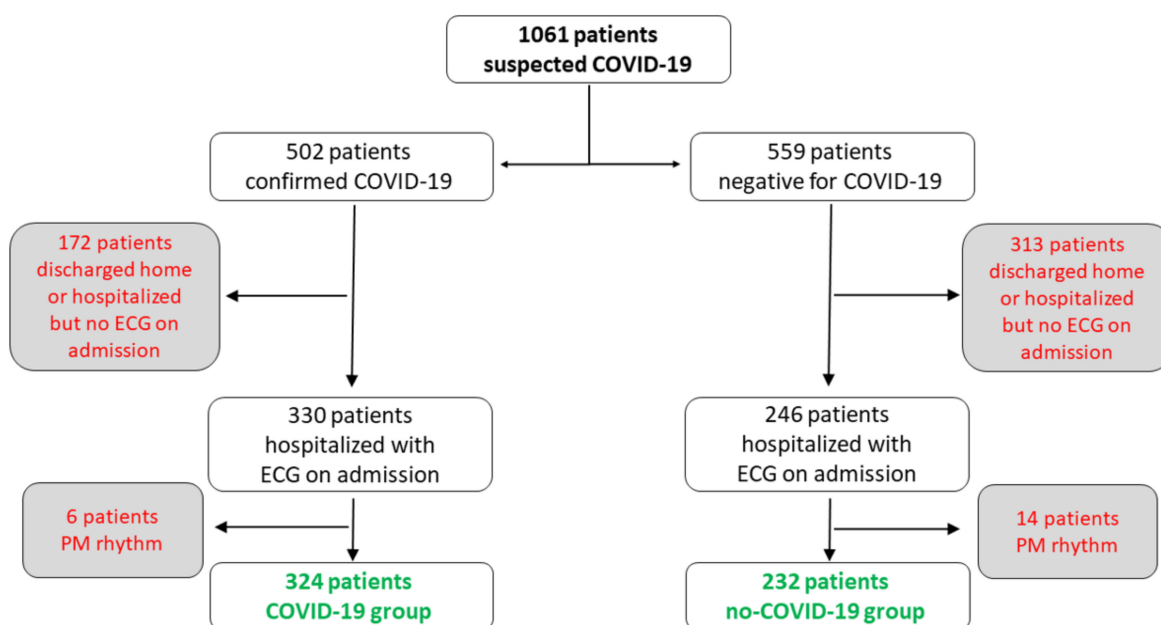 1061 patients
suspected COVID-19
502 patients
confirmed COVID-19
559 patients
negative for COVID-19
172 patients
discharged home
or hospitalized
but no ECG on
admission
313 patients
discharged home
or hospitalized
but no ECG on
admission
330 patients
hospitalized with
ECG on admission
246 patients
hospitalized with
ECG on admission
6 patients
PM rhythm
14 patients
PM rhythm
324 patients
COVID-19 group
232 patients
no-COVID-19 group